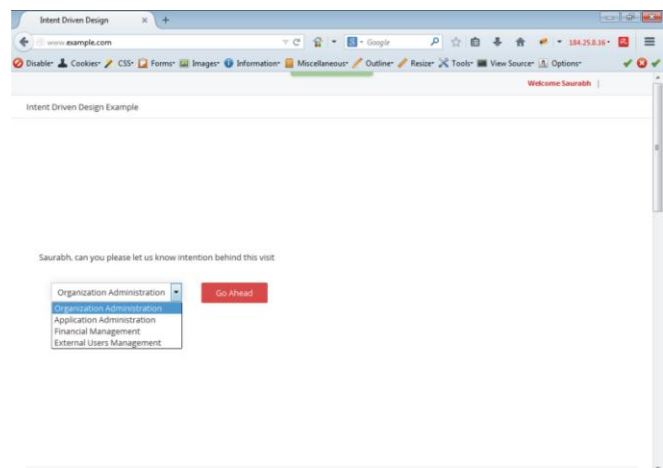 Intent Driven Design
www.example.com
Google
184.25.8.16
Disable Cookies CSS Forms Images Information Miscellaneous Outline Resize Tools View Source Options
Welcome Saurabh |
Intent Driven Design Example
Saurabh, can you please let us know intention behind this visit
Organization Administration Go Ahead
Organization Administration
Application Administration
Financial Management
External Users Management